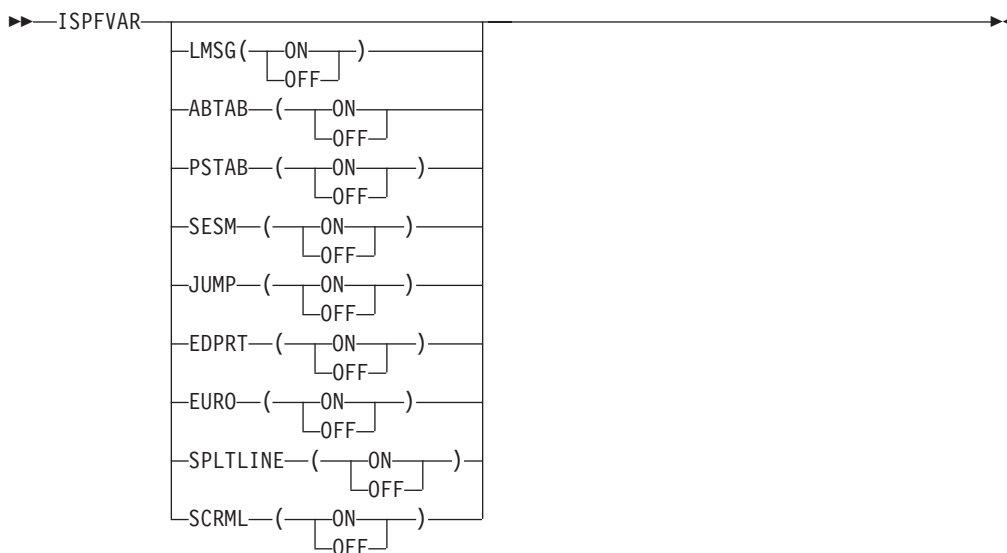 ISPFVAR
LMSG( ON )
OFF
ABTAB ( ON
OFF
PSTAB ( ON )
OFF
SESM ( ON )
OFF
JUMP ( ON )
OFF
EDPRT ( ON )
OFF
EURO ( ON )
OFF
SPLTLINE ( ON )
OFF
SCRML ( ON )
OFF